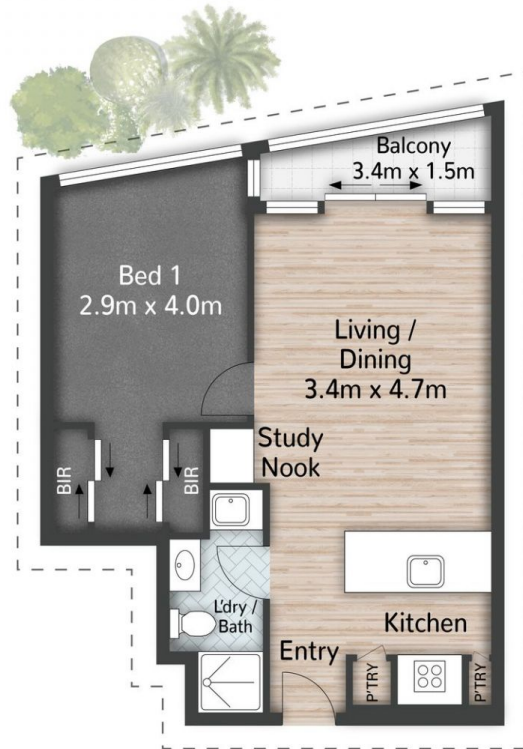 Balcony
3.4m x 1.5m
Bed 1
2.9m x 4.0m
Living /
Dining
3.4m x 4.7m
Study
Nook
BIR
BIR
L'dry /
Bath
Kitchen
Entry
P'TRY
P'TRY